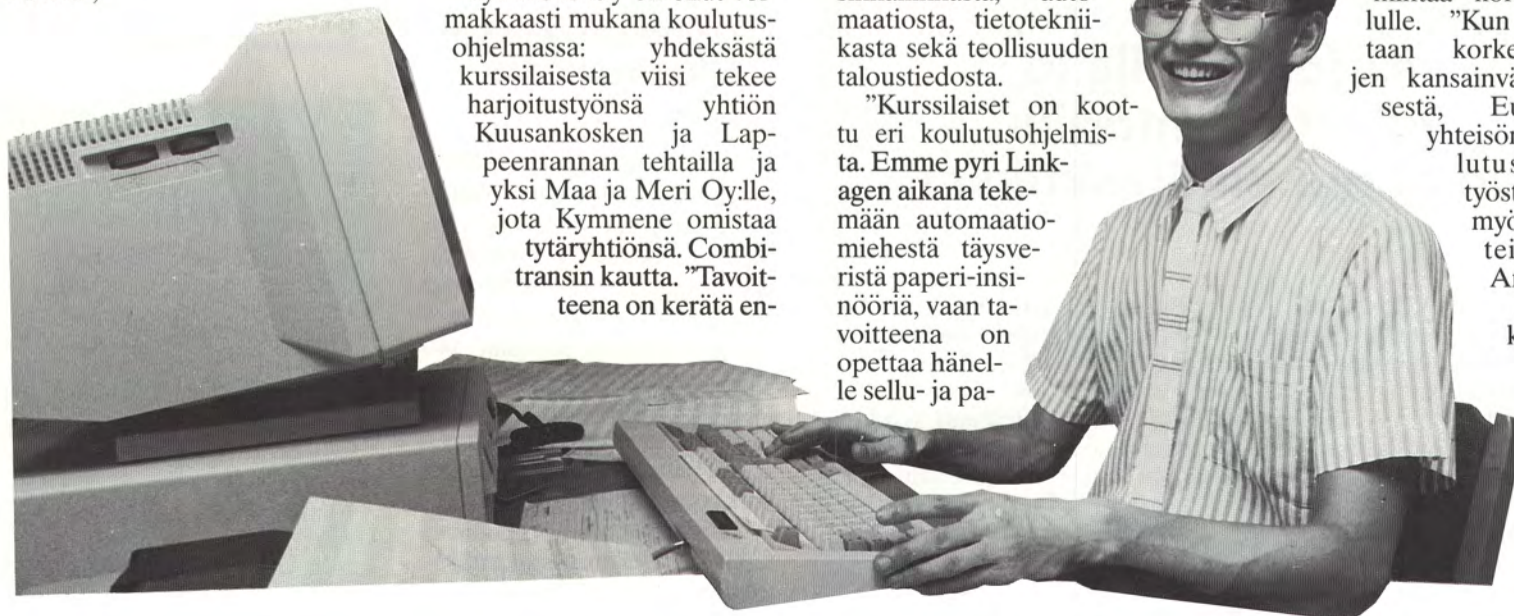 makkaasti mukana koulutus-
ohjelmassa: yhdeksästä
kurssilaisesta viisi tekee
harjoitustyönsä yhtiön
Kuusankosken ja Lap-
peenrannan tehtailla ja
yksi Maa ja Meri Oy:lle,
jota Kymmene omistaa
tytäryhtiönsä. Combi-
transin kautta. ”Tavoit-
teena on kerätä en-
maatiosta, tietoteknii-
kasta sekä teollisuuden
taloustiedosta.
”Kurssilaiset on koot-
tu eri koulutusohjelmis-
ta. Emme pyri Link-
agen aikana teke-
mään automaatio-
miehestä täysve-
ristä paperi-insi-
nööriä, vaan ta-
voitteena on
opettaa hänel-
le sellu- ja pa-
lulle. ”Kun
taan korke
jen kansainvä
sestä, Eu
yhteisön
lutus
työst
myö
tei
An
k